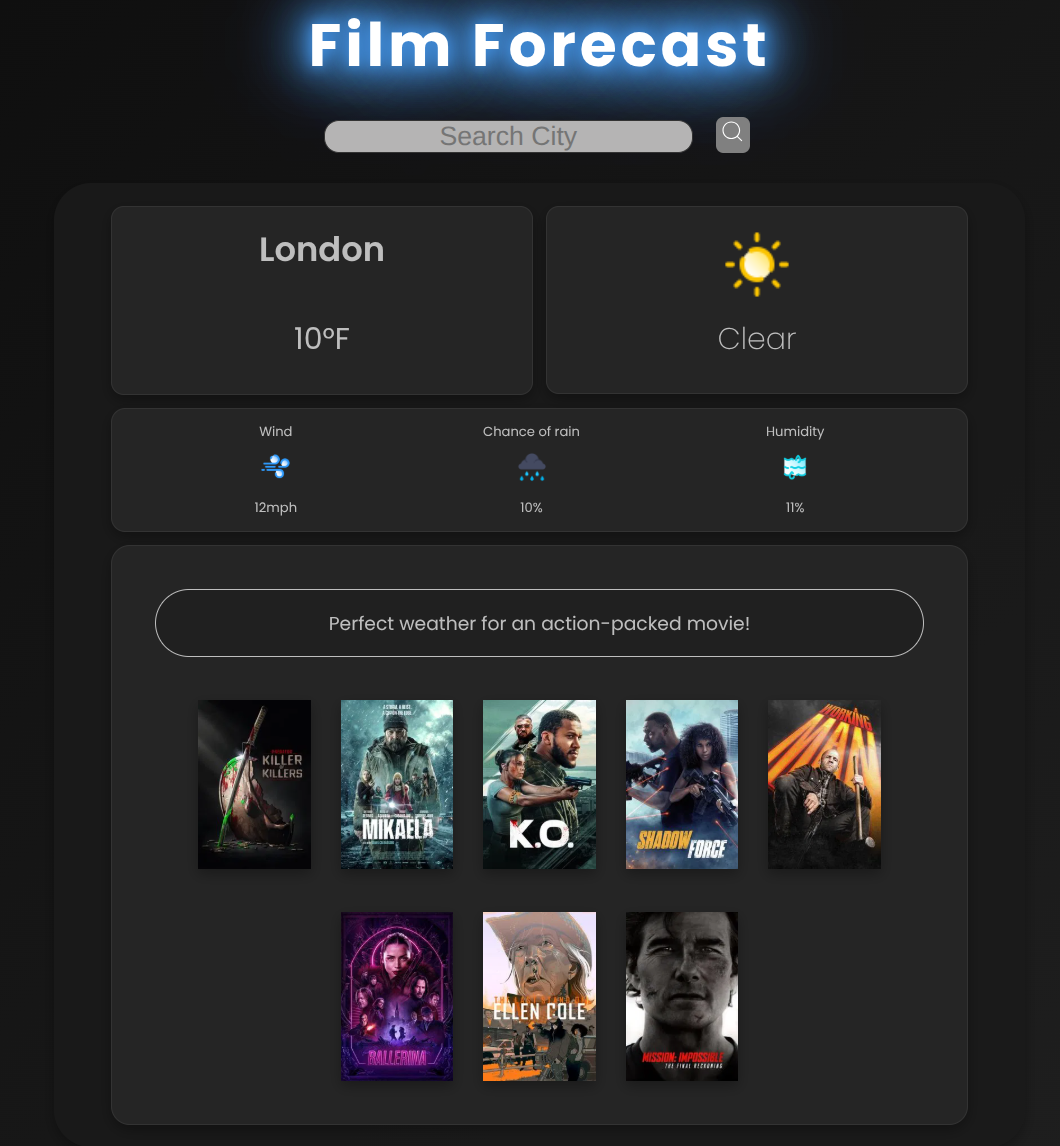 Film Forecast
Search City
London
10°F
Clear
Wind
Chance of rain
Humidity
12mph
10%
11%
Perfect weather for an action-packed movie!
KILLER
KILLERS
MIKAELA
K.O.
SHADOW
FORCE
WORKING
MAN
BALLERINA
ELLEN COLE
MISSION: IMPOSSIBLE
THE FINAL RECKONING